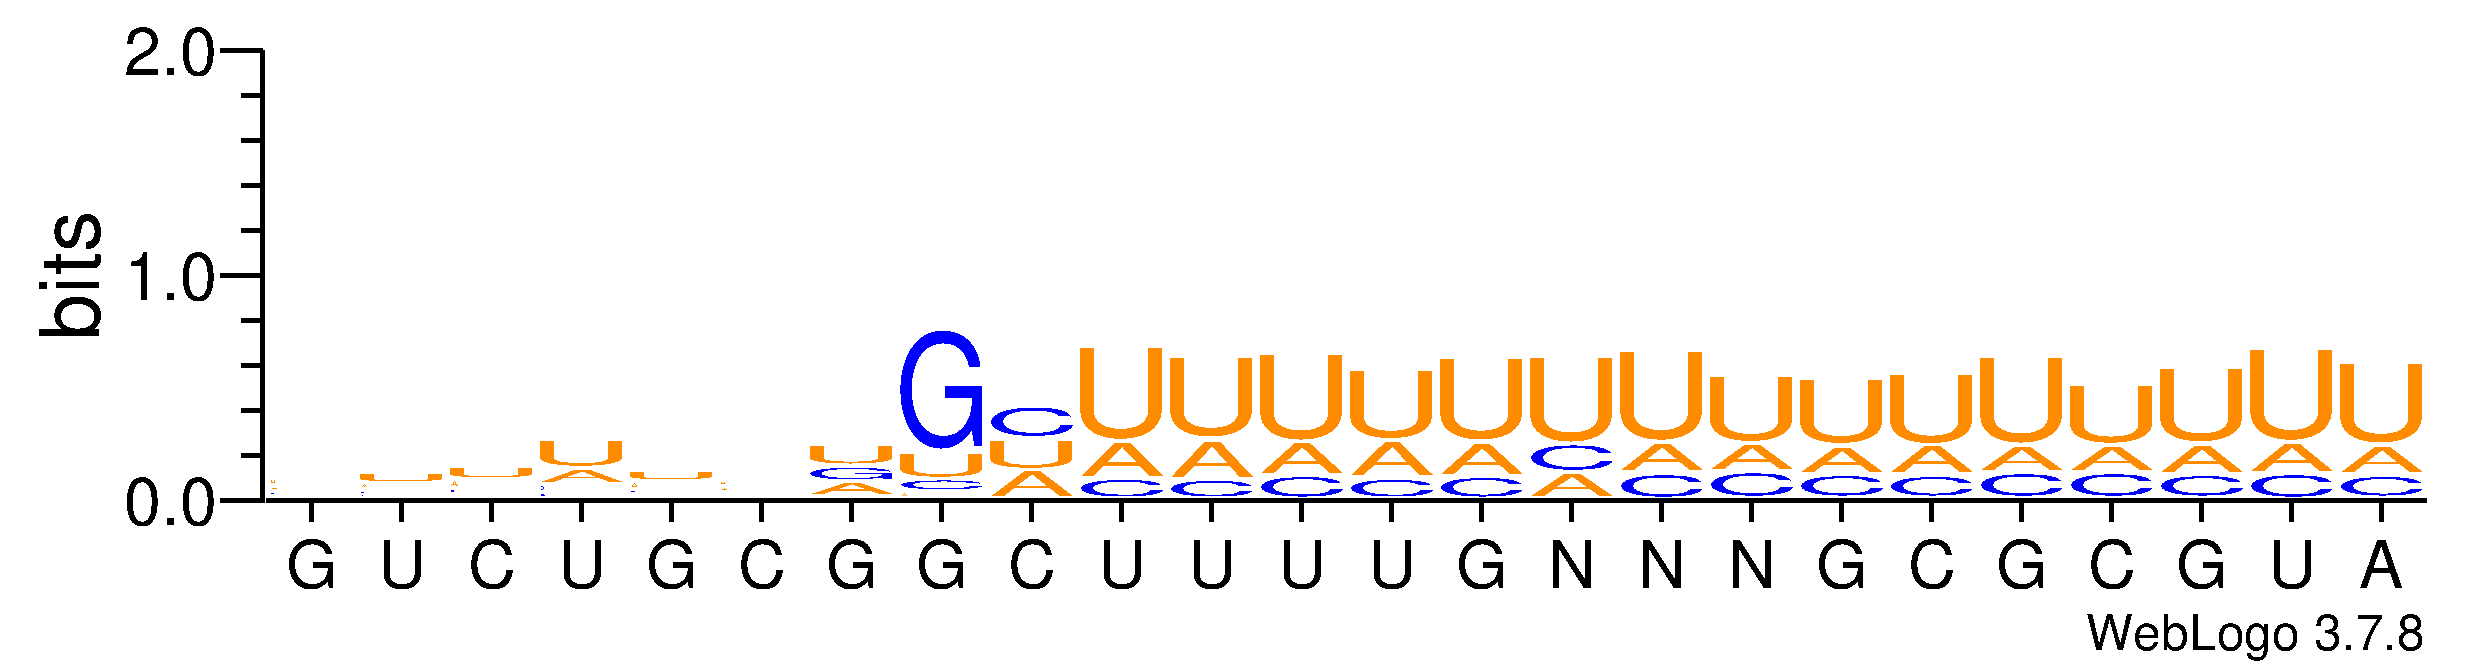 2.0
bits
1.0
G
C U U U U U U U U U U U U U U U
U U U A A A A A C A A A A A A A A A
U G C A C C C C C A C C C C C C C C C
0.0
G U C U G C G G C U U U U G N N N G C G C G U A
WebLogo 3.7.8